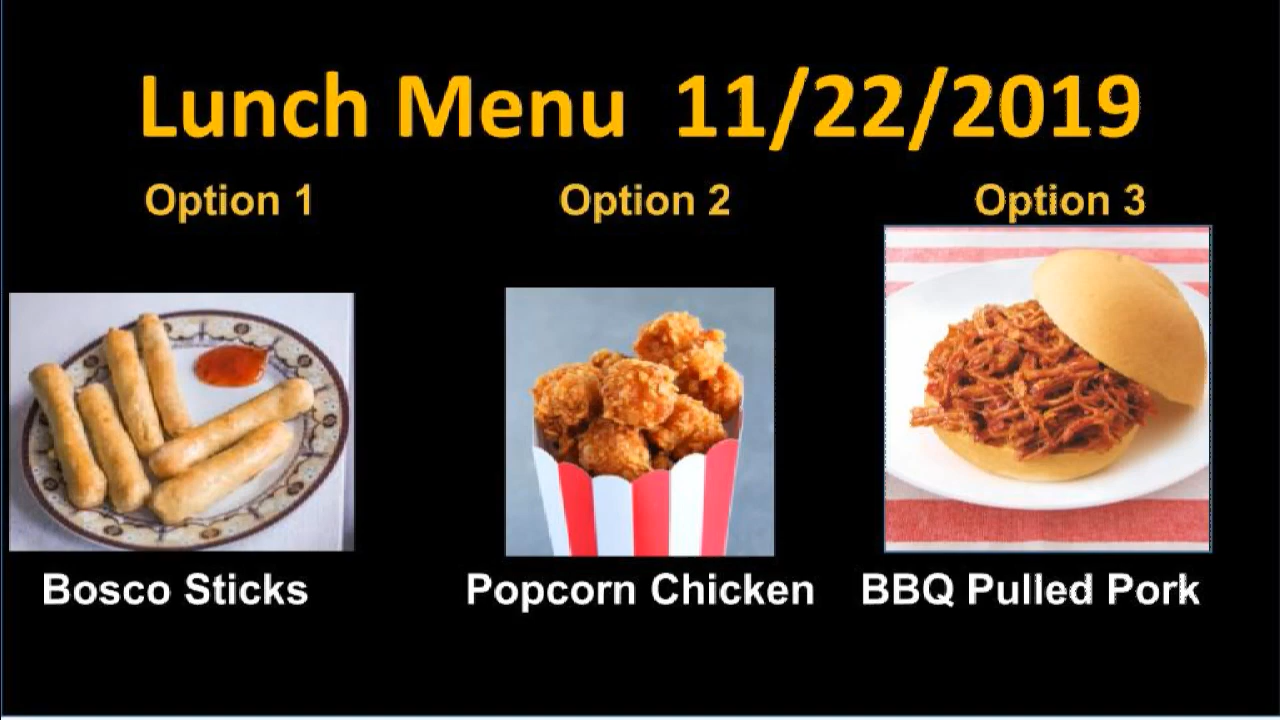 Lunch Menu 11/22/2019
Option 1 Option 2 Option 3
Bosco Sticks Popcorn Chicken BBQ Pulled Pork